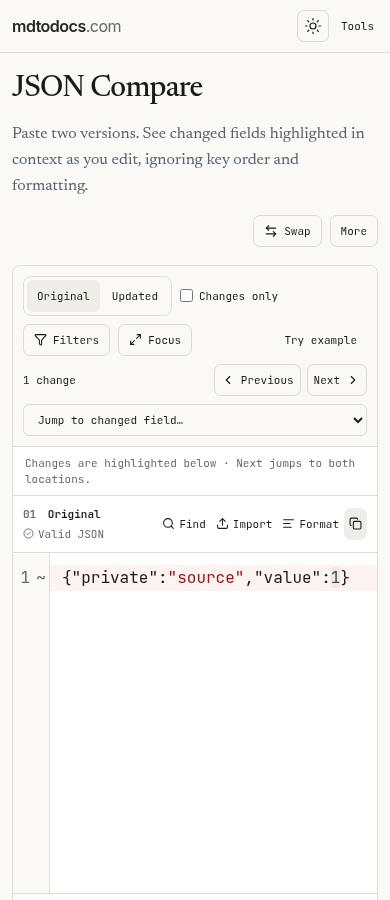 mdtodocs.com
Tools
JSON Compare
Paste two versions. See changed fields highlighted in
context as you edit, ignoring key order and
formatting.
Swap
More
Original
Updated
Changes only
Filters
Focus
Try example
1 change
Previous
Next
Jump to changed field…
Changes are highlighted below · Next jumps to both
locations.
01 Original
Valid JSON
Find
Import
Format
1 ~ {"private":"source","value":1}